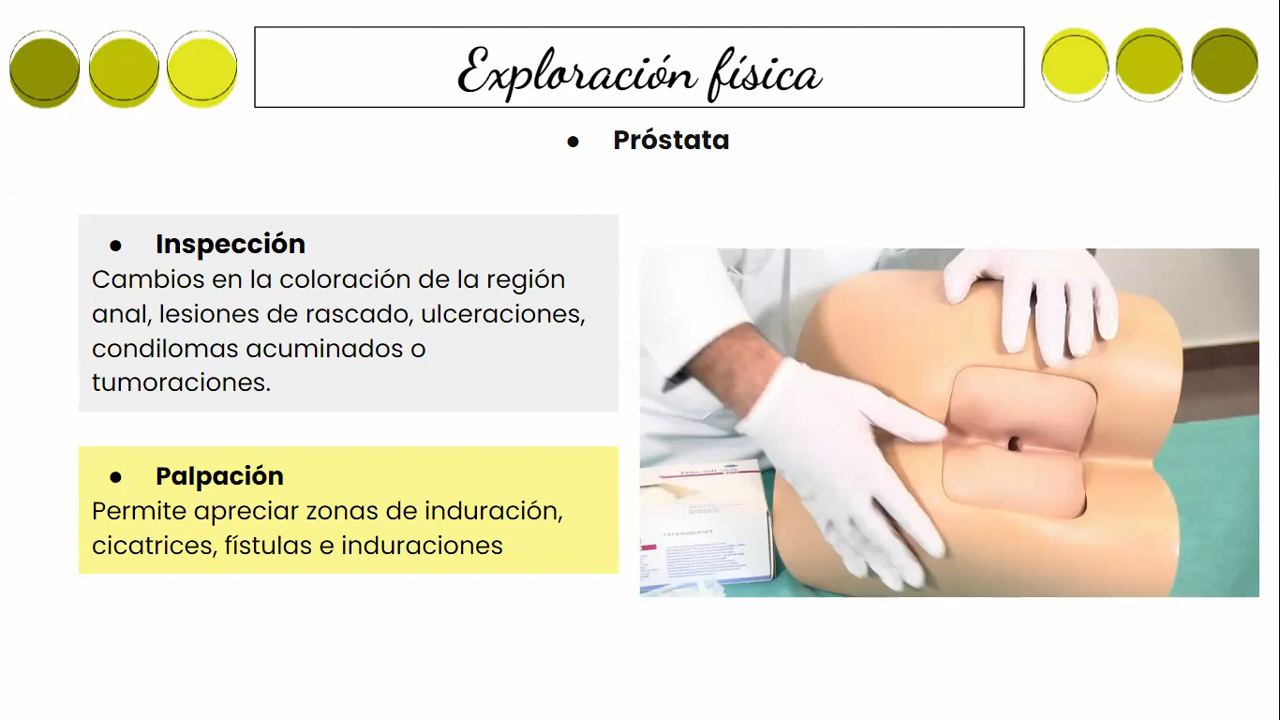 Exploración física
● Próstata
● Inspección
Cambios en la coloración de la región
anal, lesiones de rascado, ulceraciones,
condilomas acuminados o
tumoraciones.
● Palpación
Permite apreciar zonas de induración,
cicatrices, fístulas e induraciones